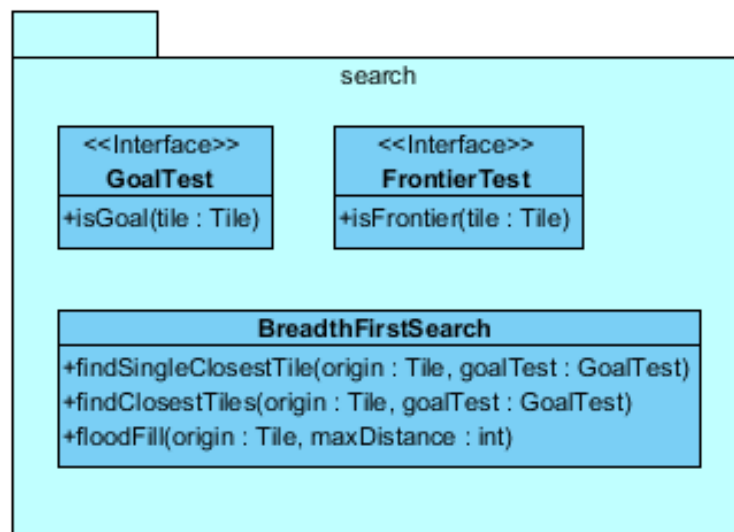 search
<<Interface>>
GoalTest
+isGoal(tile : Tile)
<<Interface>>
FrontierTest
+isFrontier(tile : Tile)
BreadthFirstSearch
+findSingleClosestTile(origin : Tile, goalTest : GoalTest)
+findClosestTiles(origin : Tile, goalTest : GoalTest)
+floodFill(origin : Tile, maxDistance : int)